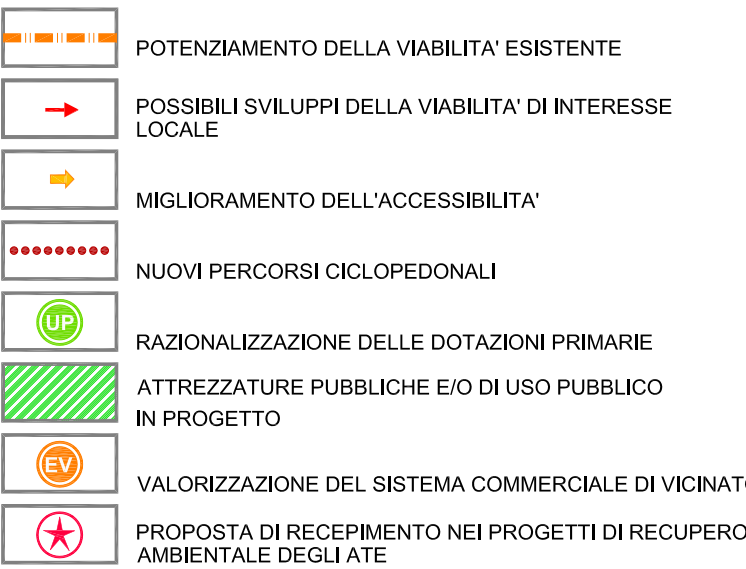 POTENZIAMENTO DELLA VIABILITA' ESISTENTE
POSSIBILI SVILUPPI DELLA VIABILITA' DI INTERESSE
LOCALE
MIGLIORAMENTO DELL'ACCESSIBILITA'
NUOVI PERCORSI CICLOPEDONALI
UP
RAZIONALIZZAZIONE DELLE DOTAZIONI PRIMARIE
ATTREZZATURE PUBBLICHE E/O DI USO PUBBLICO
IN PROGETTO
EV
VALORIZZAZIONE DEL SISTEMA COMMERCIALE DI VICINATO
PROPOSTA DI RECEPIMENTO NEI PROGETTI DI RECUPERO
AMBIENTALE DEGLI ATE